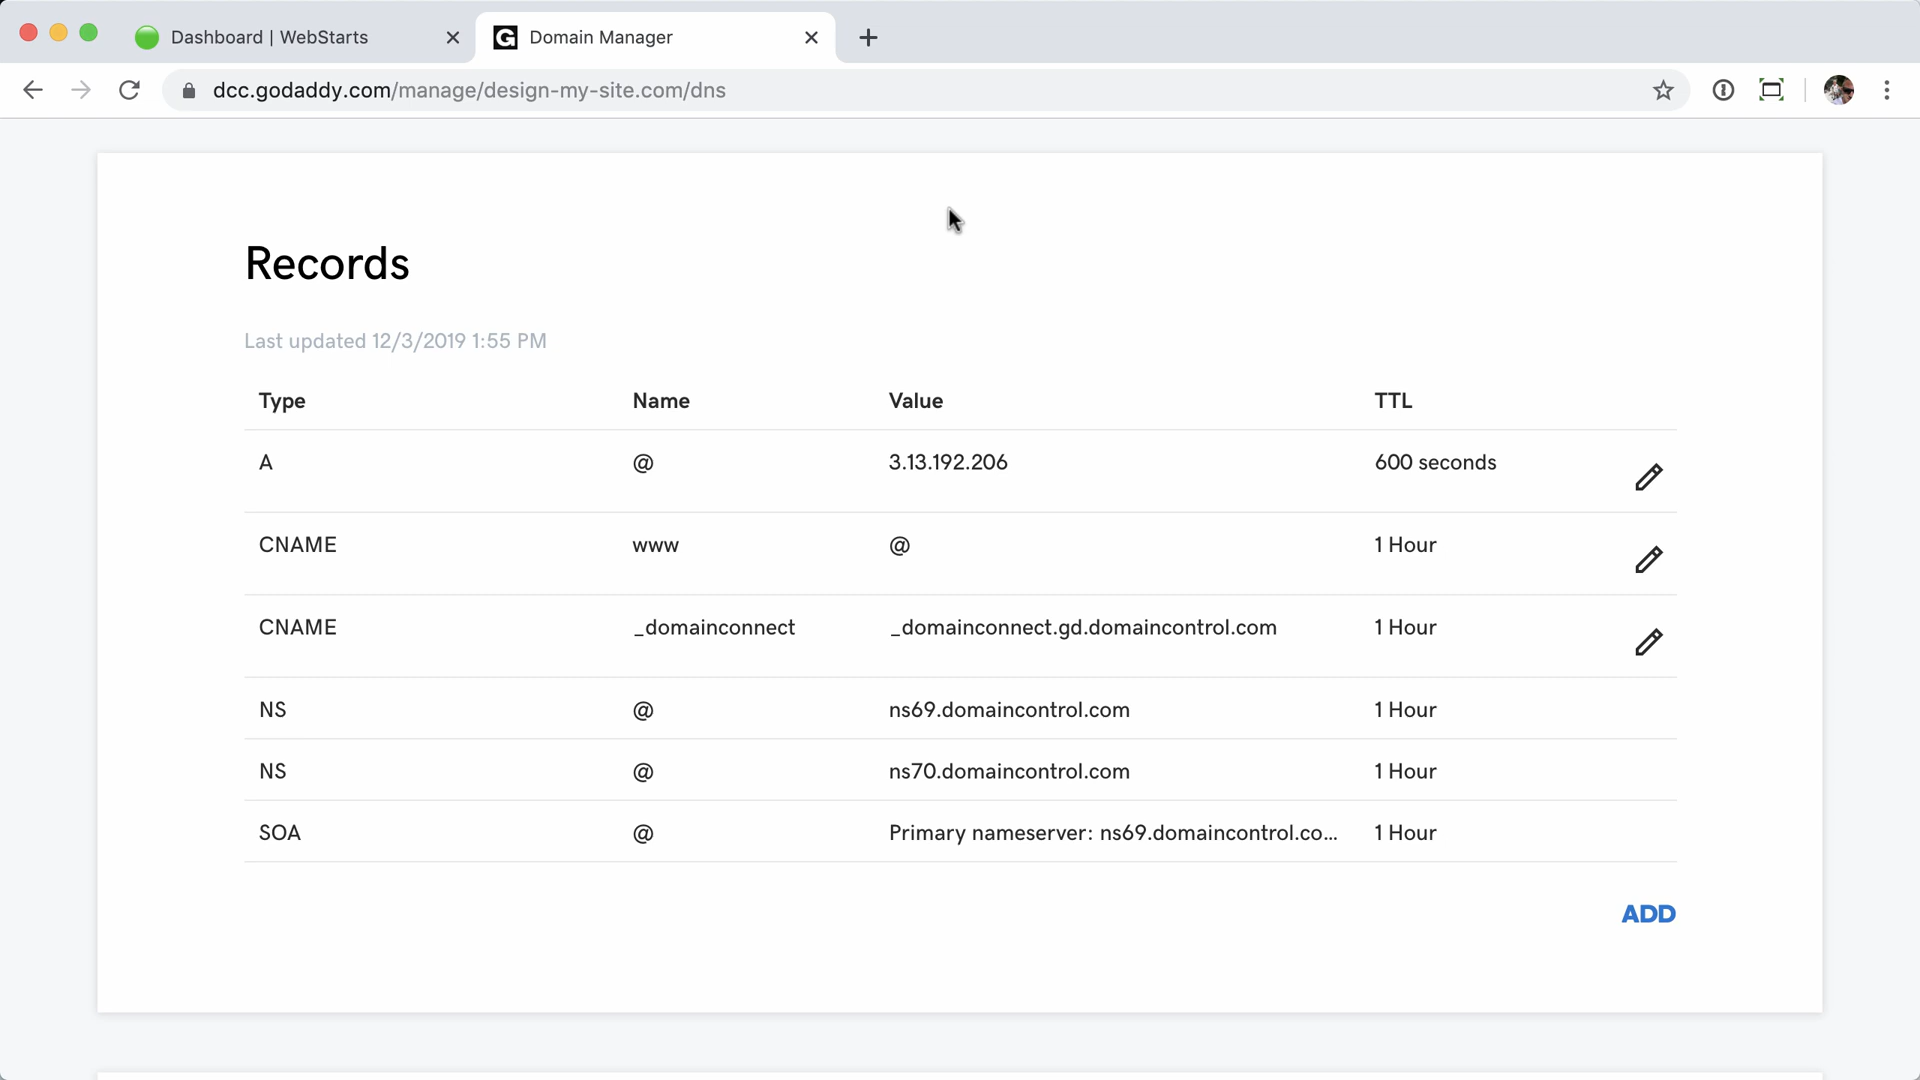 Dashboard | WebStarts
Domain Manager
dcc.godaddy.com/manage/design-my-site.com/dns
Records
Last updated 12/3/2019 1:55 PM
Type Name Value TTL
A @ 3.13.192.206 600 seconds
CNAME www @ 1 Hour
CNAME _domainconnect _domainconnect.gd.domaincontrol.com 1 Hour
NS @ ns69.domaincontrol.com 1 Hour
NS @ ns70.domaincontrol.com 1 Hour
SOA @ Primary nameserver: ns69.domaincontrol.co... 1 Hour
ADD